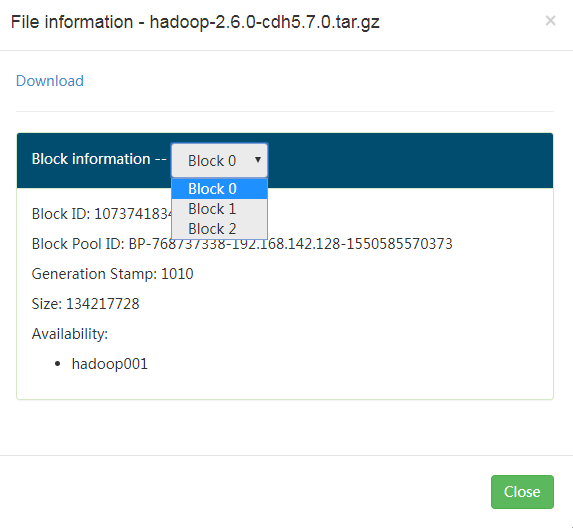 File information - hadoop-2.6.0-cdh5.7.0.tar.gz ×
Download
Block information -- Block 0
Block 0
Block 1
Block 2
Block ID: 1073741834
Block Pool ID: BP-768737338-192.168.142.128-1550585570373
Generation Stamp: 1010
Size: 134217728
Availability:
• hadoop001
Close